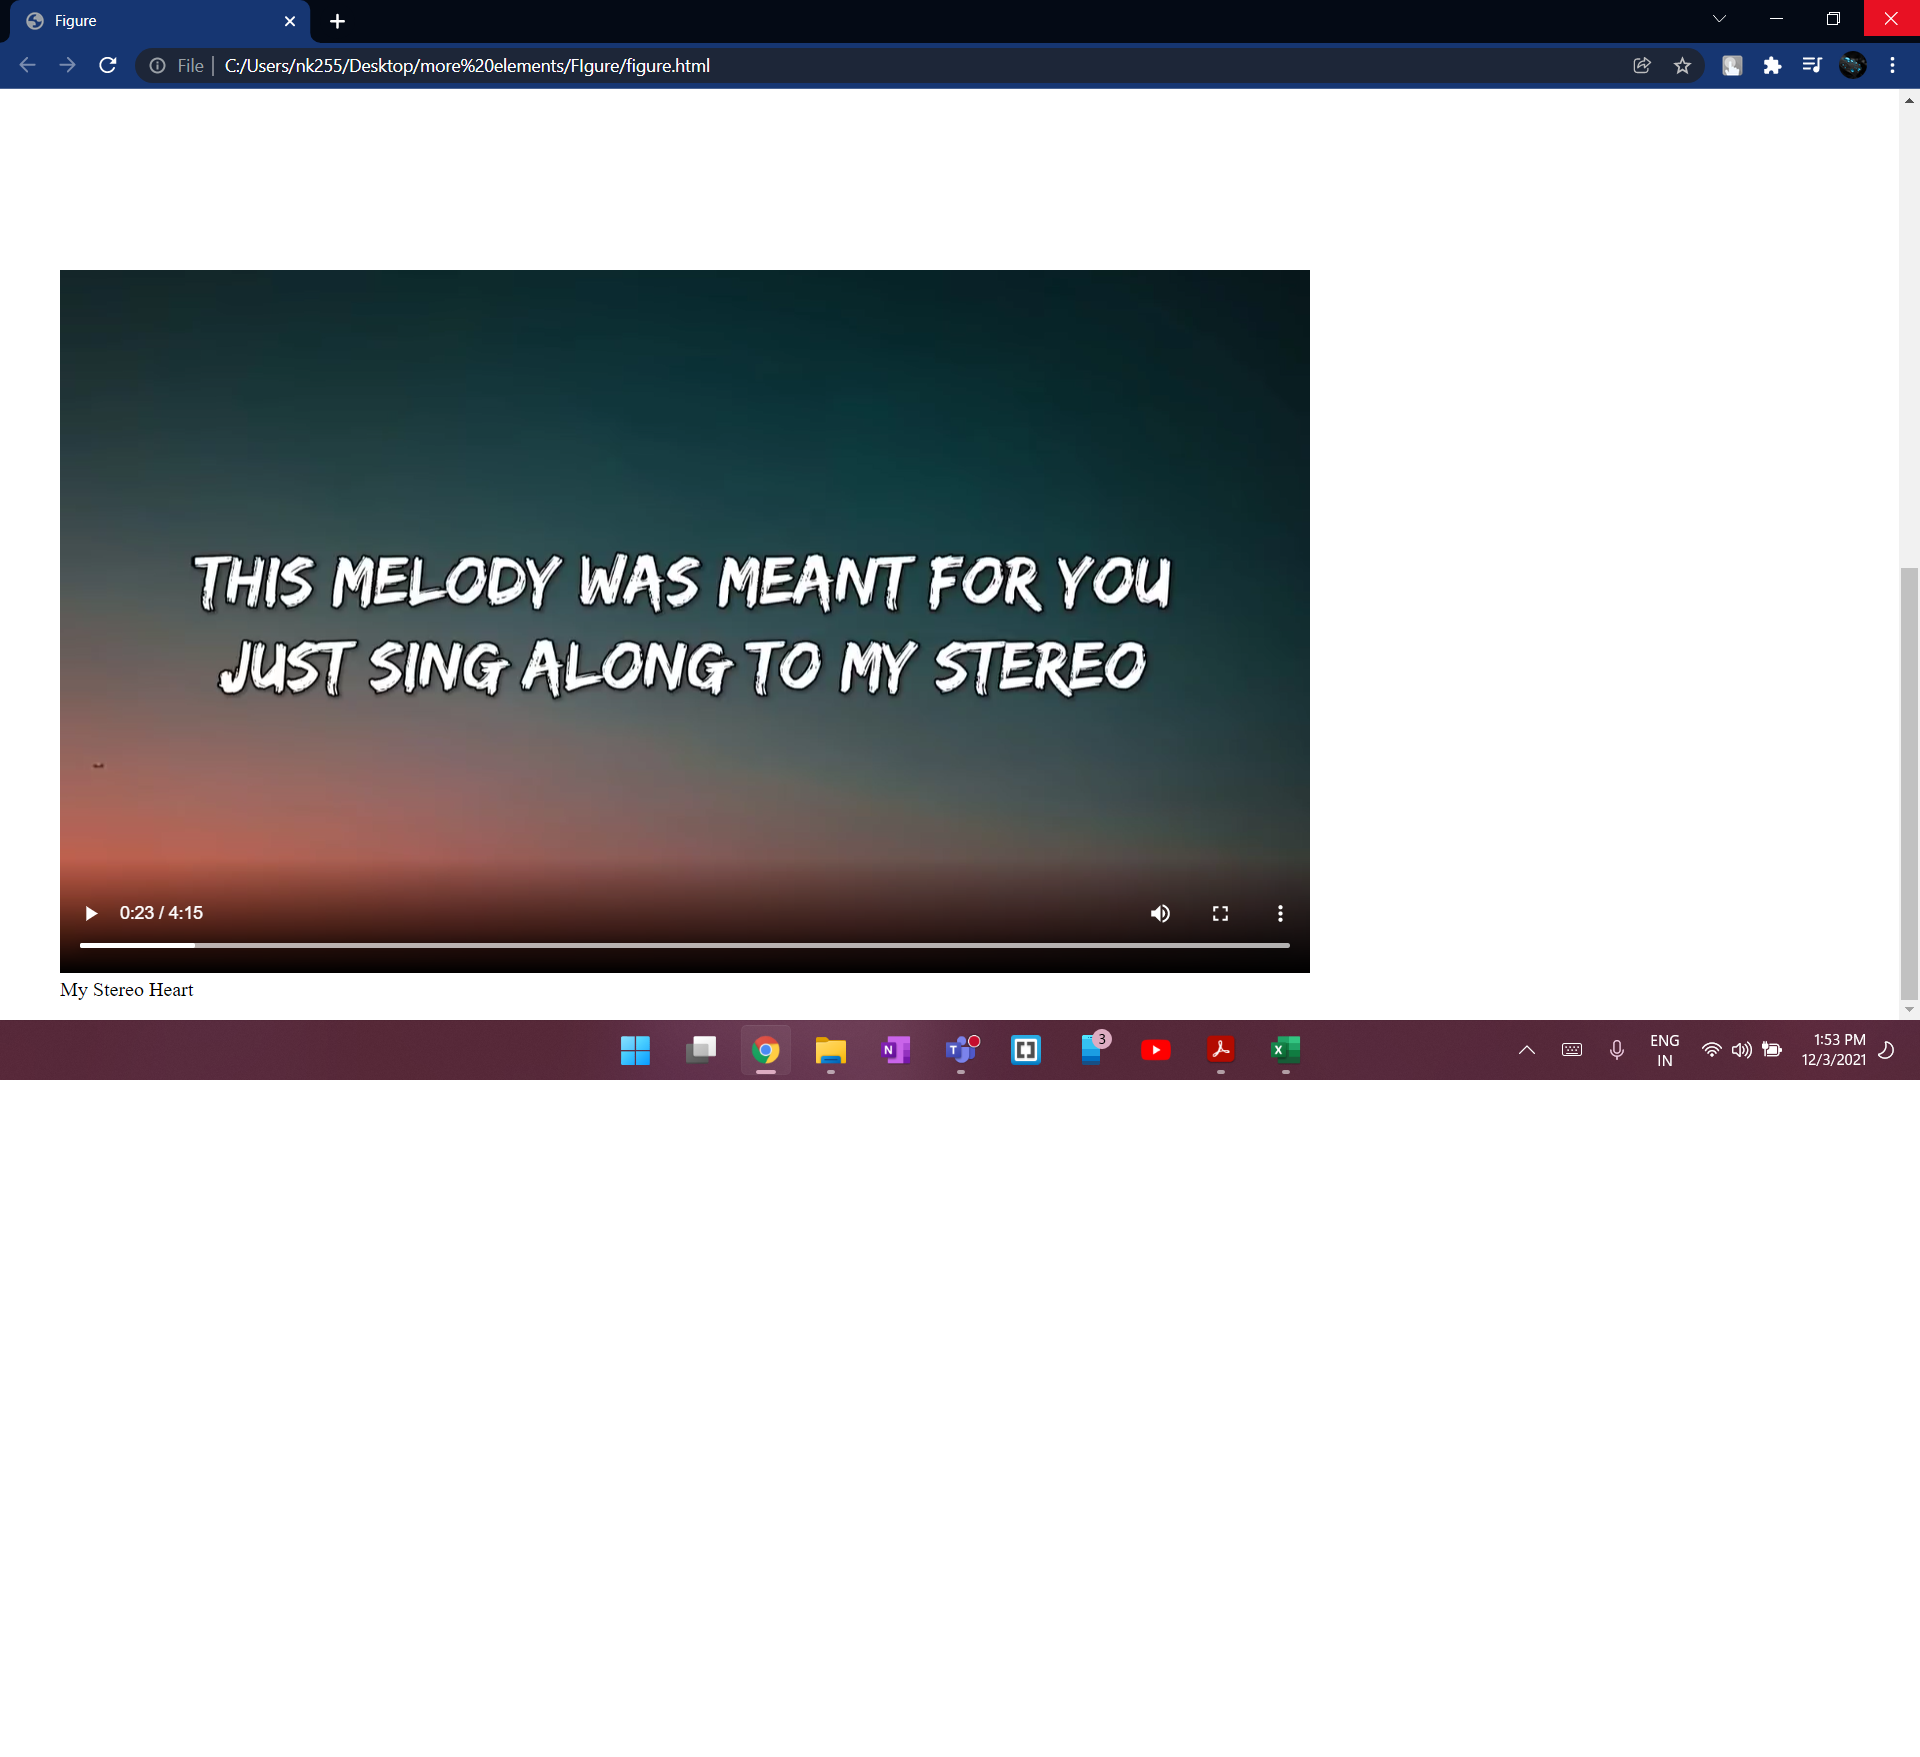 Figure
File
C:/Users/nk255/Desktop/more%20elements/FIgure/figure.html
THIS MELODY WAS MEANT FOR YOU
JUST SING ALONG TO MY STEREO
0:23 / 4:15
My Stereo Heart
N
T
3
X
ENG
IN
1:53 PM
12/3/2021